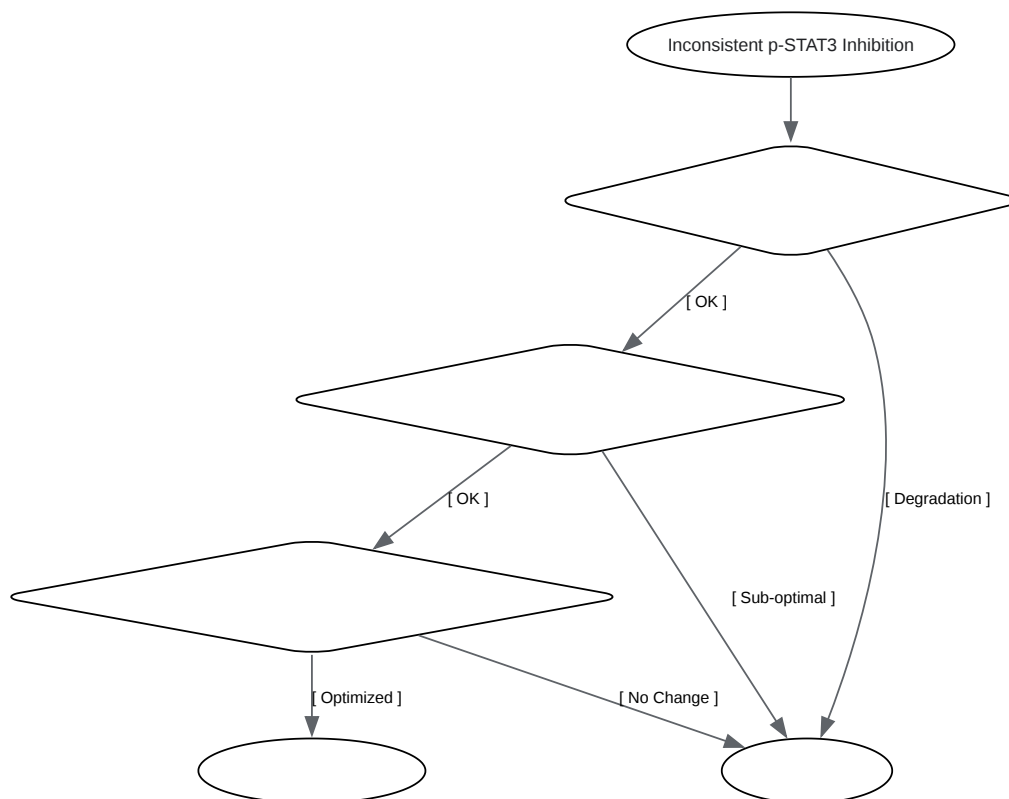 Inconsistent p-STAT3 Inhibition
[ OK ]
[ OK ]
[ Degradation ]
[ Sub-optimal ]
[ Optimized ]
[ No Change ]